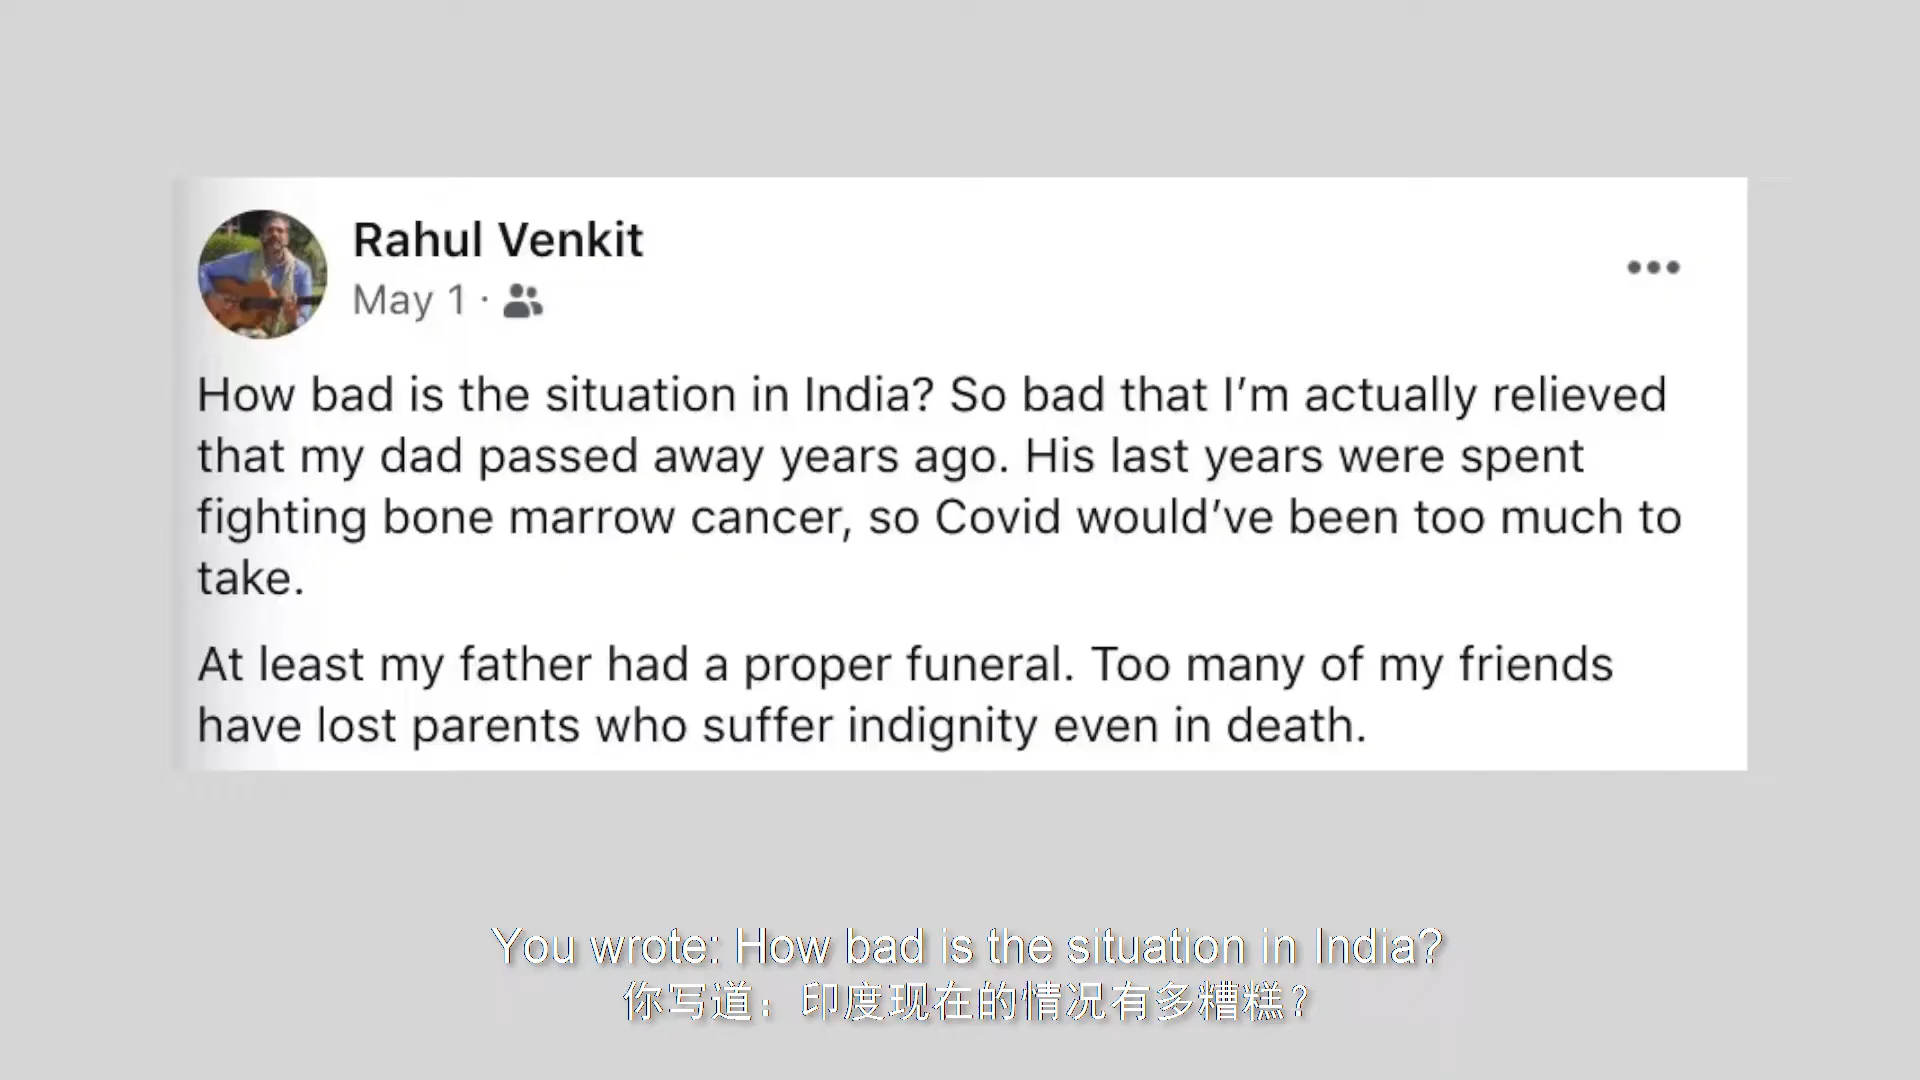 Rahul Venkit
May 1 ·
How bad is the situation in India? So bad that I’m actually relieved
that my dad passed away years ago. His last years were spent
fighting bone marrow cancer, so Covid would’ve been too much to
take.
At least my father had a proper funeral. Too many of my friends
have lost parents who suffer indignity even in death.
You wrote: How bad is the situation in India?
你写道：印度现在的情况有多糟糕？